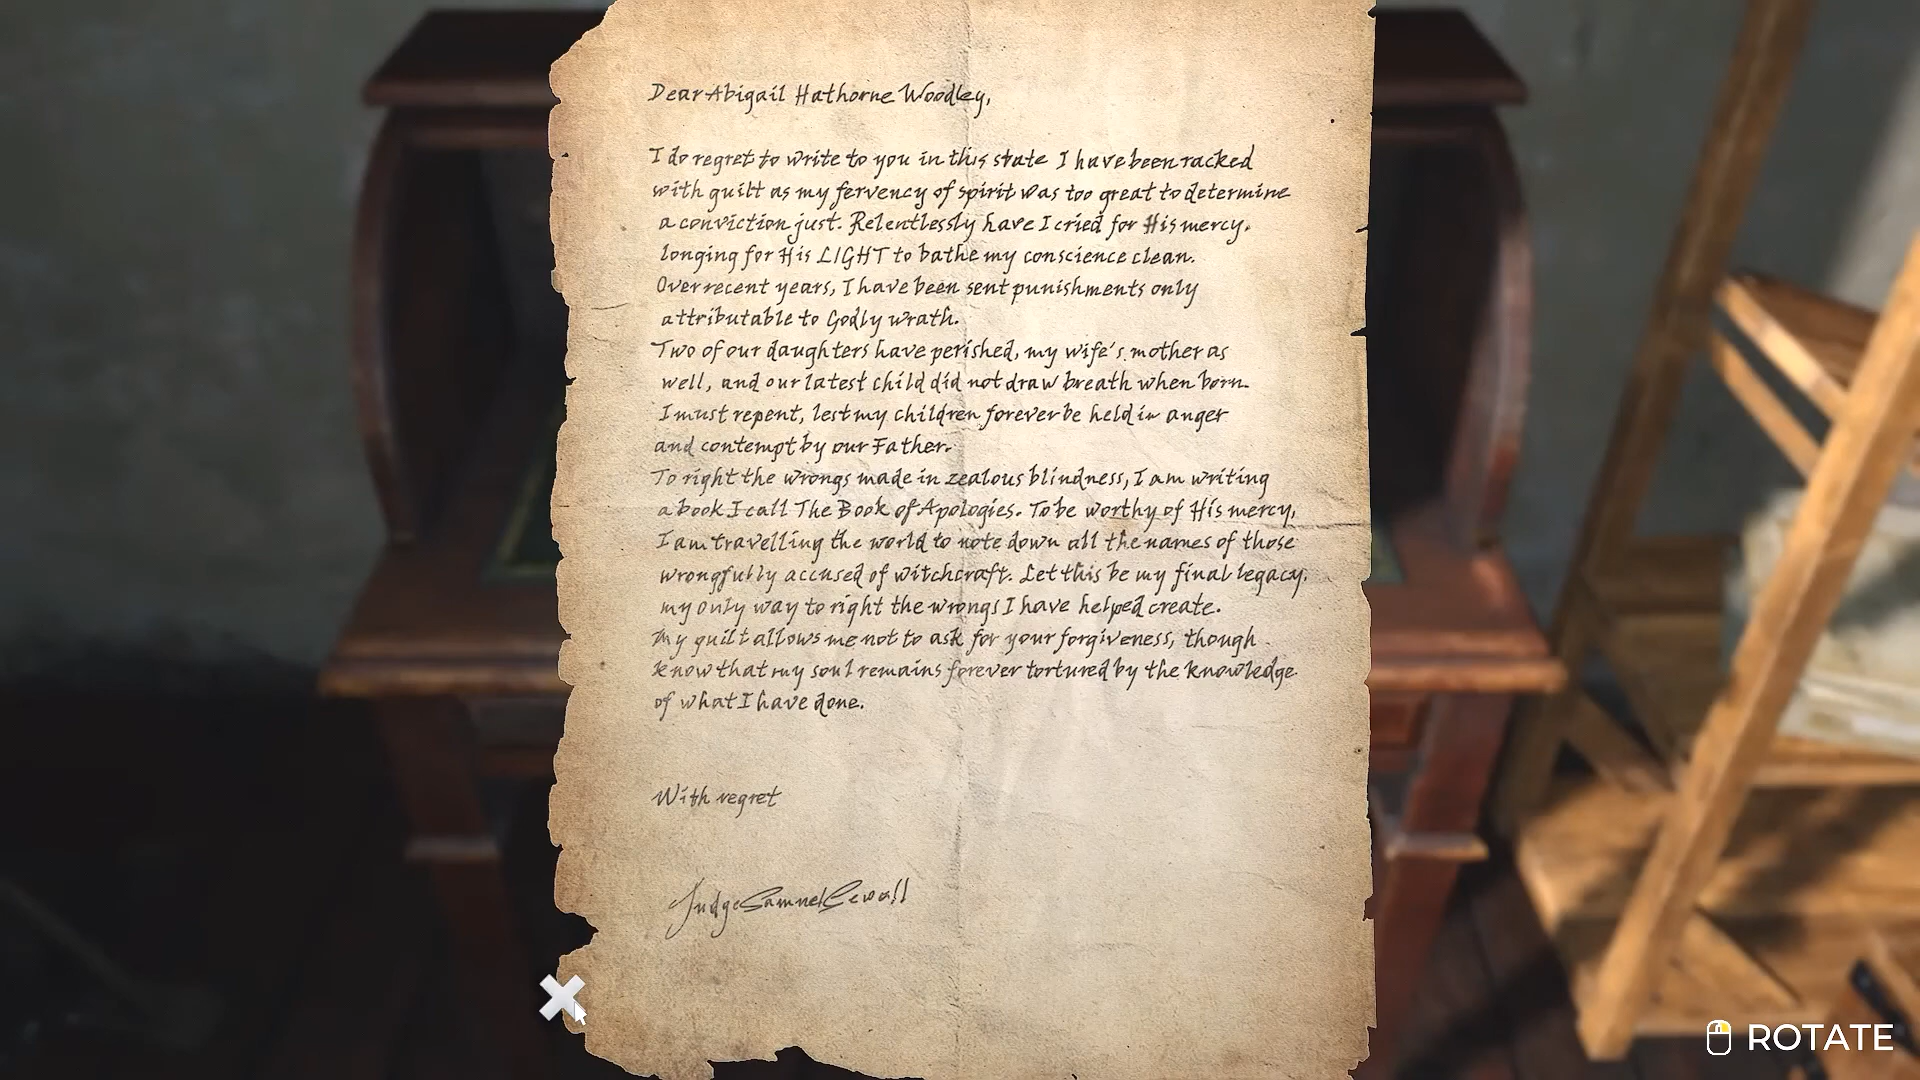 Dear Abigail Hathorne Woodley,
I do regret to write to you in this state I have been racked
with guilt as my fervency of spirit was too great to determine
a conviction just. Relentlessly have I cried for His mercy,
longing for His LIGHT to bathe my conscience clean.
Over recent years, I have been sent punishments only
attributable to Godly wrath.
Two of our daughters have perished, my wife's mother as
well, and our latest child did not draw breath when born.
I must repent, lest my children forever be held in anger
and contempt by our Father.
To right the wrongs made in zealous blindness, I am writing
a book I call The Book of Apologies. To be worthy of His mercy,
I am travelling the world to note down all the names of those
wrongfully accused of witchcraft. Let this be my final legacy,
my only way to right the wrongs I have helped create.
My guilt allows me not to ask for your forgiveness, though
know that my soul remains forever tortured by the knowledge
of what I have done.
With regret
Judge Samuel Sewall
ROTATE